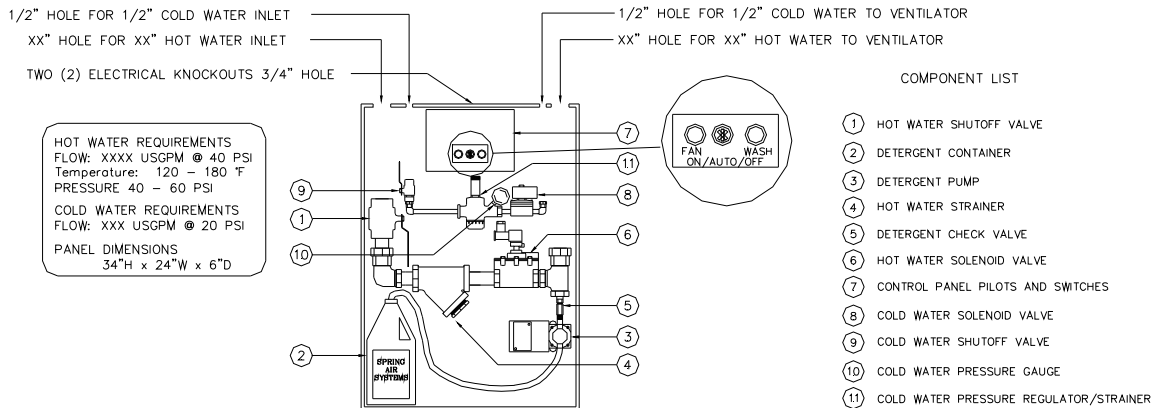 1/2" HOLE FOR 1/2" COLD WATER INLET
XX" HOLE FOR XX" HOT WATER INLET
TWO (2) ELECTRICAL KNOCKOUTS 3/4" HOLE
1/2" HOLE FOR 1/2" COLD WATER TO VENTILATOR
XX" HOLE FOR XX" HOT WATER TO VENTILATOR
HOT WATER REQUIREMENTS
FLOW: XXXX USGPM @ 40 PSI
Temperature: 120 - 180 °F
PRESSURE 40 - 60 PSI
COLD WATER REQUIREMENTS
FLOW: XXX USGPM @ 20 PSI
PANEL DIMENSIONS
34"H x 24"W x 6"D
9
1
10
2
SPRING
AIR
SYSTEMS
7
11
8
6
5
3
4
FAN WASH
ON/AUTO/OFF
COMPONENT LIST
1 HOT WATER SHUTOFF VALVE
2 DETERGENT CONTAINER
3 DETERGENT PUMP
4 HOT WATER STRAINER
5 DETERGENT CHECK VALVE
6 HOT WATER SOLENOID VALVE
7 CONTROL PANEL PILOTS AND SWITCHES
8 COLD WATER SOLENOID VALVE
9 COLD WATER SHUTOFF VALVE
10 COLD WATER PRESSURE GAUGE
11 COLD WATER PRESSURE REGULATOR/STRAINER